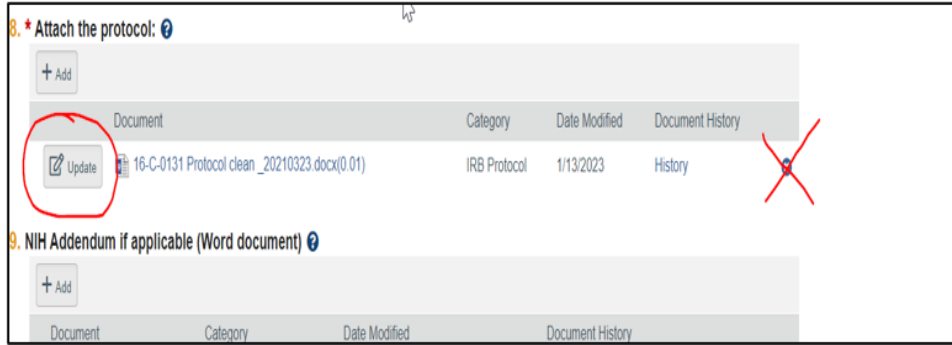 8. * Attach the protocol: ?
+ Add
Document Category Date Modified Document History
Update 16-C-0131 Protocol clean _20210323.docx(0.01) IRB Protocol 1/13/2023 History
9. NIH Addendum if applicable (Word document) ?
+ Add
Document Category Date Modified Document History